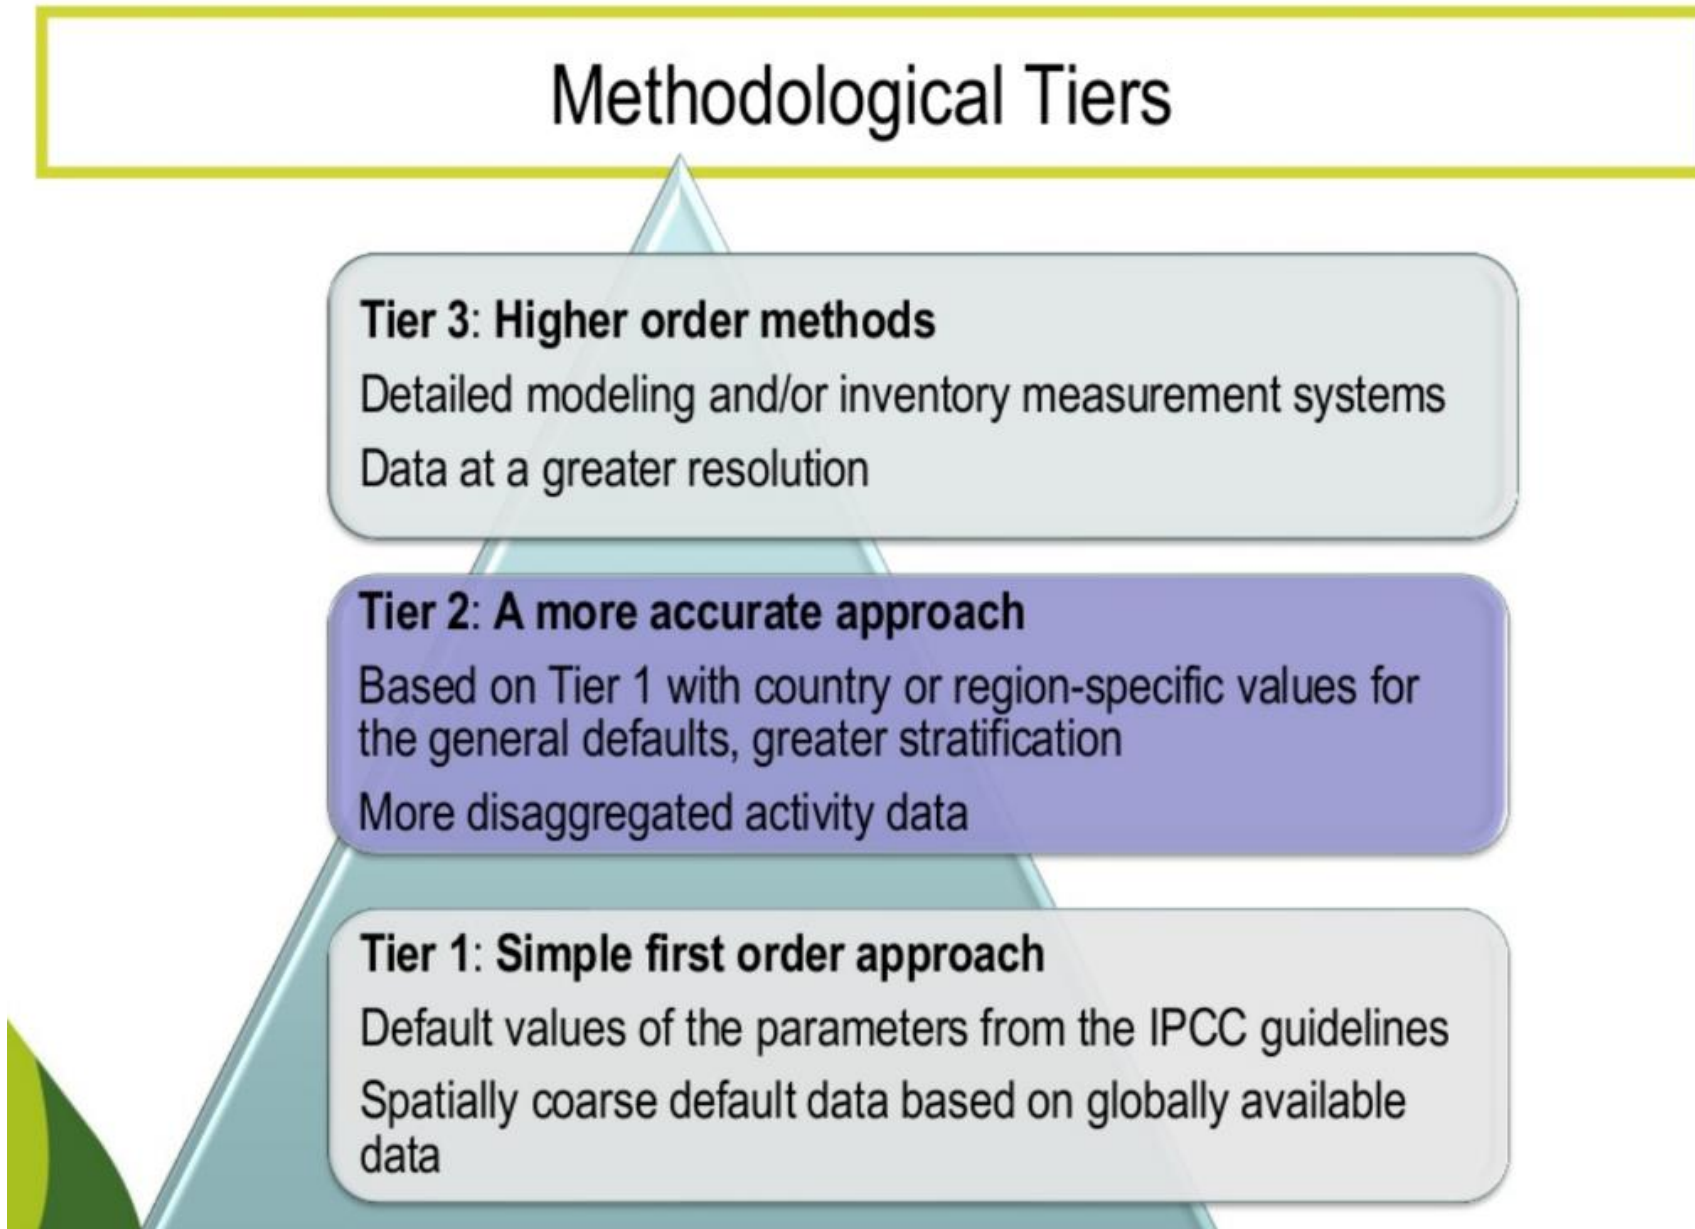 Methodological Tiers
Tier 3: Higher order methods
Detailed modeling and/or inventory measurement systems
Data at a greater resolution
Tier 2: A more accurate approach
Based on Tier 1 with country or region-specific values for
the general defaults, greater stratification
More disaggregated activity data
Tier 1: Simple first order approach
Default values of the parameters from the IPCC guidelines
Spatially coarse default data based on globally available
data